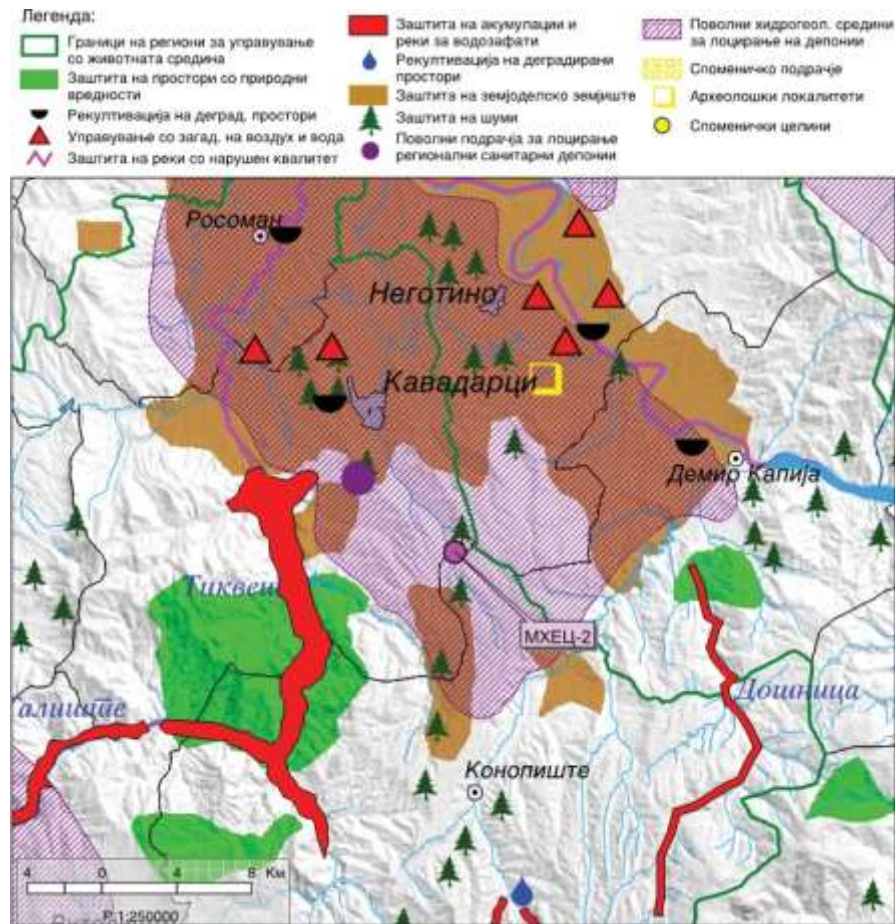 Легенда:
Граници на региони за управување
со животната средина
Заштита на простори со природни
вредности
Рекултивација на деград. простори
Управување со загад. на воздух и вода
Заштита на реки со нарушен квалитет
Заштита на акумулации и
реки за водозафати
Рекултивација на деградирани
простори
Заштита на земјоделско земјиште
Заштита на шуми
Поволни подрачја за лоцирање
регионални санитарни депонии
Поволни хидрогеол. средини
за лоцирање на депонии
Споменичко подрачје
Археолошки локалитети
Споменички целини
Росоман
Неготино
Кавадарци
Демир Капија
Тиквеш
МХЕЦ-2
Дошница
Галиште
Конопиште
4 0 4 8 Км
Р 1:250000